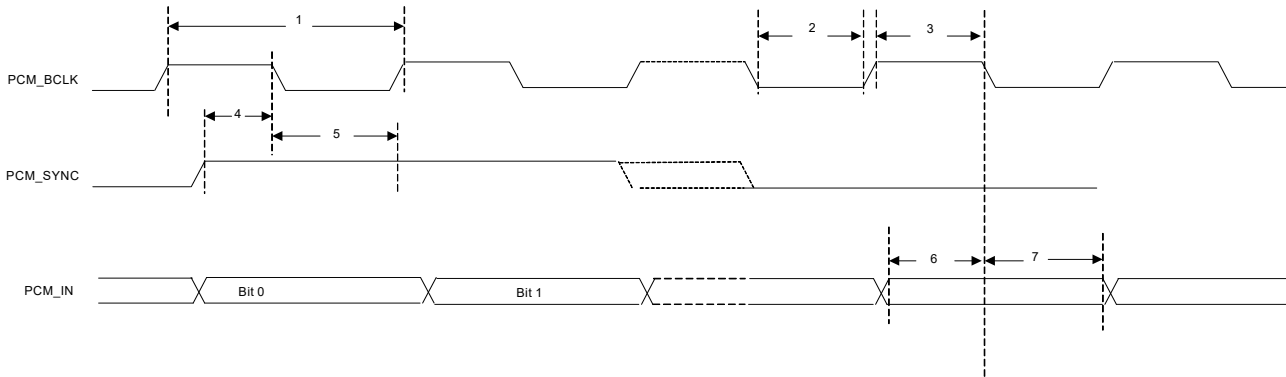 1
2
3
PCM_BCLK
4
5
PCM_SYNC
6
7
PCM_IN
Bit 0
Bit 1